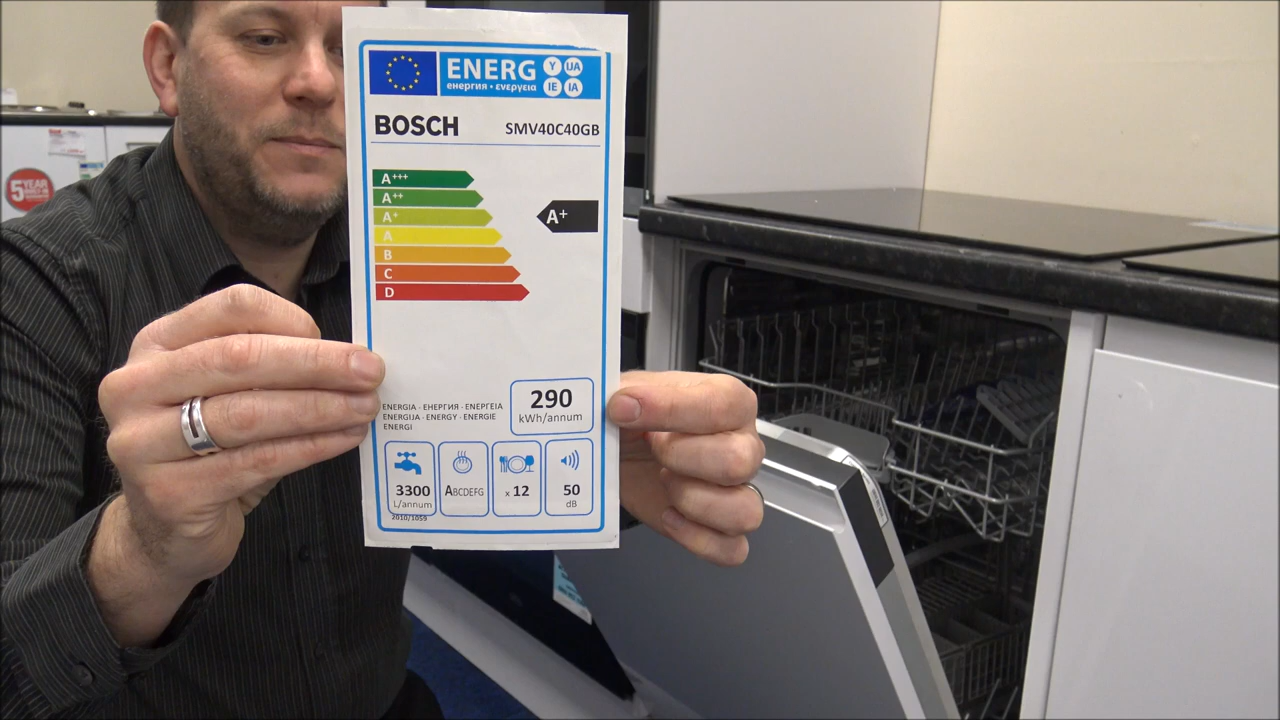 ENERG
Y UA
IE IA
енергия · ενεργεια
BOSCH
SMV40C40GB
A+++
A++
A+
A+
A
B
C
D
5 YEAR
ENERGIA · ЕНЕРГИЯ · ΕΝΕΡΓΕΙΑ
ENERGIJA · ENERGY · ENERGIE
ENERGI
290
kWh/annum
3300
L/annum
ABCDEFG
x 12
50
dB
2010/1059